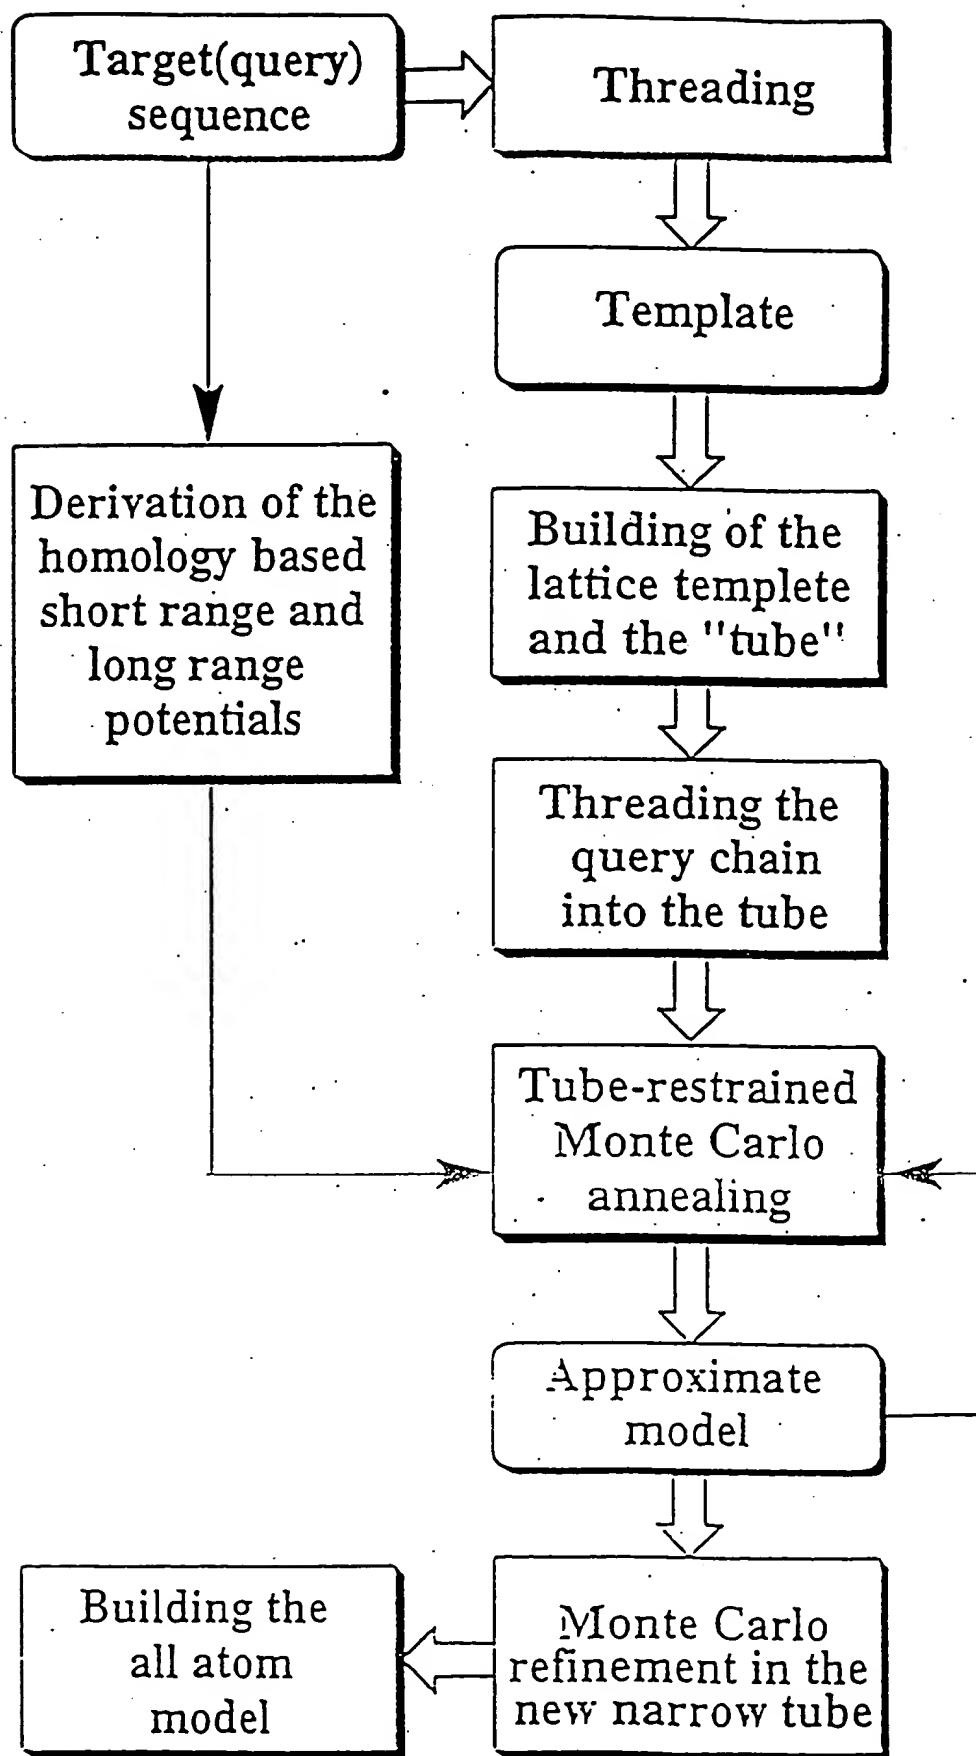 Target(query)
sequence
Threading
Template
Derivation of the
homology based
short range and
long range
potentials
Building of the
lattice templete
and the "tube"
Threading the
query chain
into the tube
Tube-restrained
Monte Carlo
annealing
Approximate
model
Building the
all atom
model
Monte Carlo
refinement in the
new narrow tube